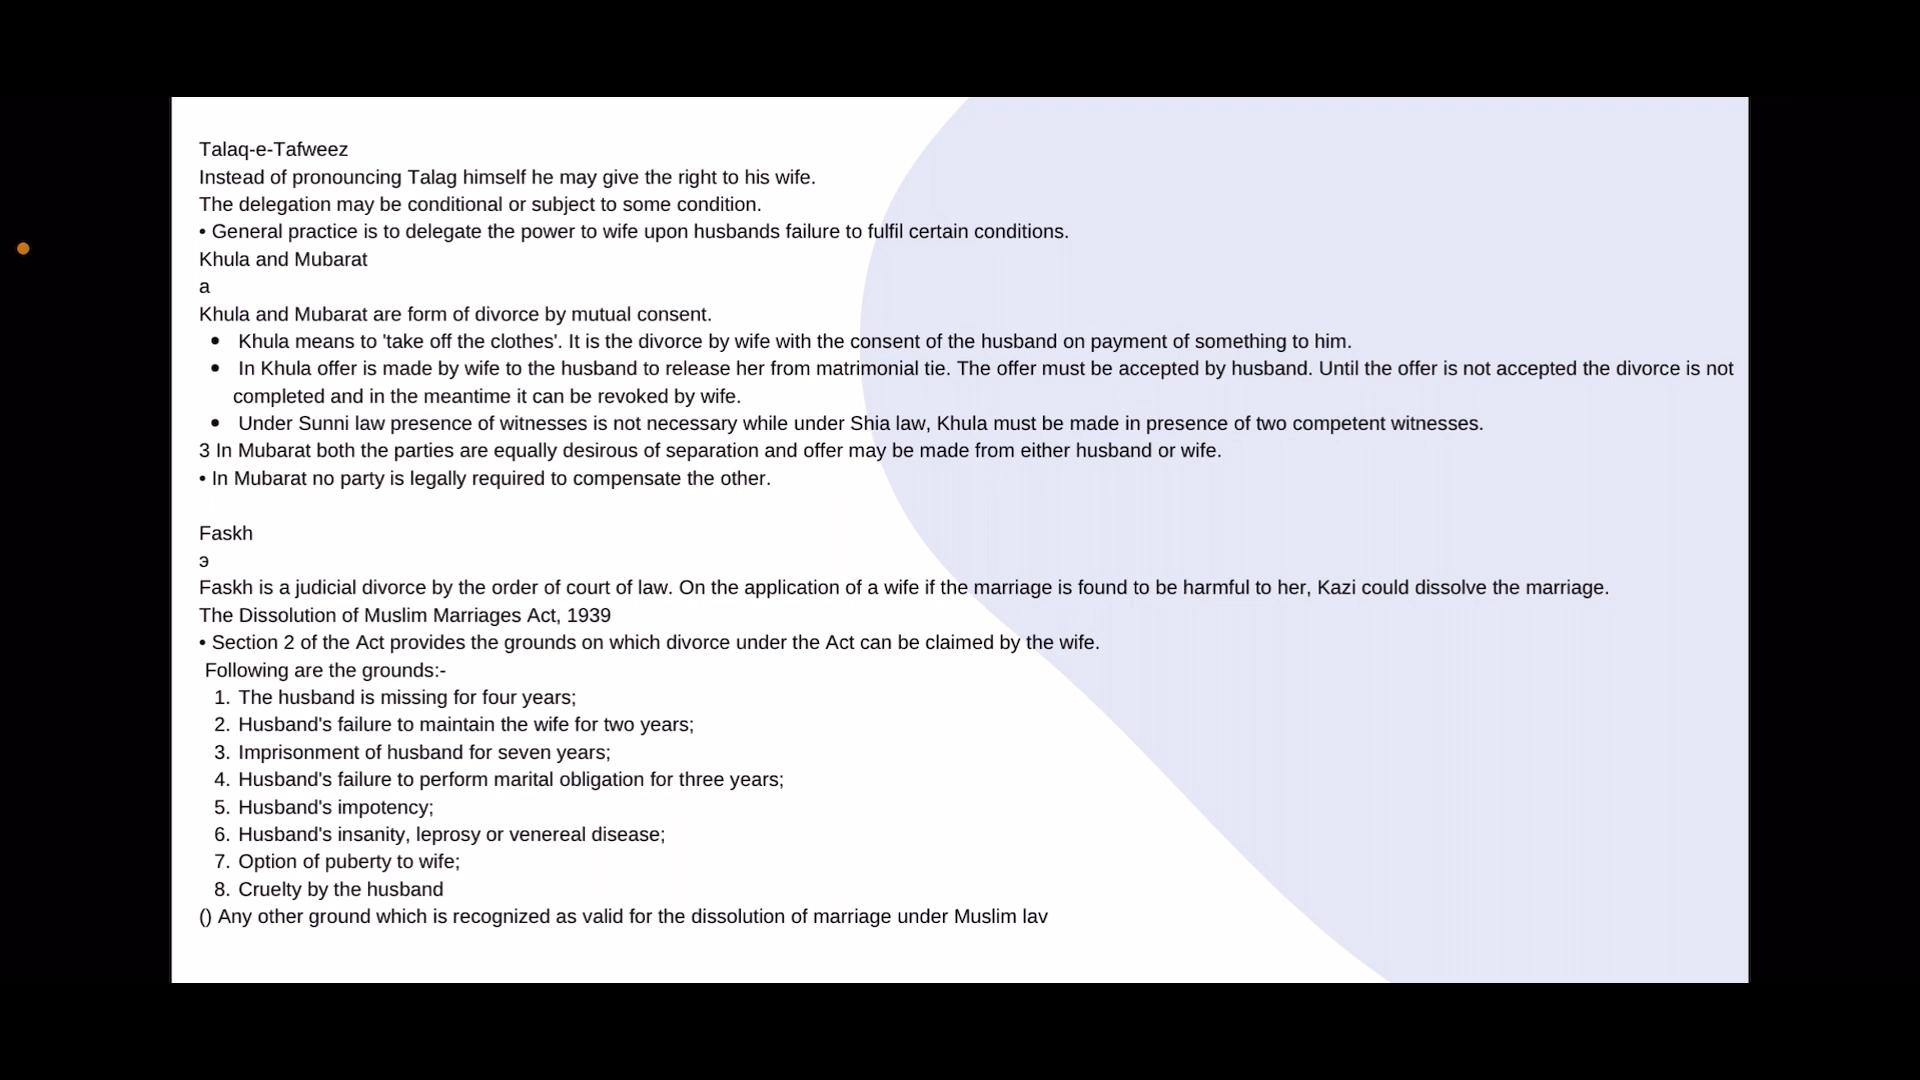 Talaq-e-Tafweez
Instead of pronouncing Talag himself he may give the right to his wife.
The delegation may be conditional or subject to some condition.
• General practice is to delegate the power to wife upon husbands failure to fulfil certain conditions.
Khula and Mubarat
a
Khula and Mubarat are form of divorce by mutual consent.
• Khula means to 'take off the clothes'. It is the divorce by wife with the consent of the husband on payment of something to him.
• In Khula offer is made by wife to the husband to release her from matrimonial tie. The offer must be accepted by husband. Until the offer is not accepted the divorce is not
completed and in the meantime it can be revoked by wife.
• Under Sunni law presence of witnesses is not necessary while under Shia law, Khula must be made in presence of two competent witnesses.
3 In Mubarat both the parties are equally desirous of separation and offer may be made from either husband or wife.
• In Mubarat no party is legally required to compensate the other.
Faskh
э
Faskh is a judicial divorce by the order of court of law. On the application of a wife if the marriage is found to be harmful to her, Kazi could dissolve the marriage.
The Dissolution of Muslim Marriages Act, 1939
• Section 2 of the Act provides the grounds on which divorce under the Act can be claimed by the wife.
Following are the grounds:-
1. The husband is missing for four years;
2. Husband's failure to maintain the wife for two years;
3. Imprisonment of husband for seven years;
4. Husband's failure to perform marital obligation for three years;
5. Husband's impotency;
6. Husband's insanity, leprosy or venereal disease;
7. Option of puberty to wife;
8. Cruelty by the husband
() Any other ground which is recognized as valid for the dissolution of marriage under Muslim lav